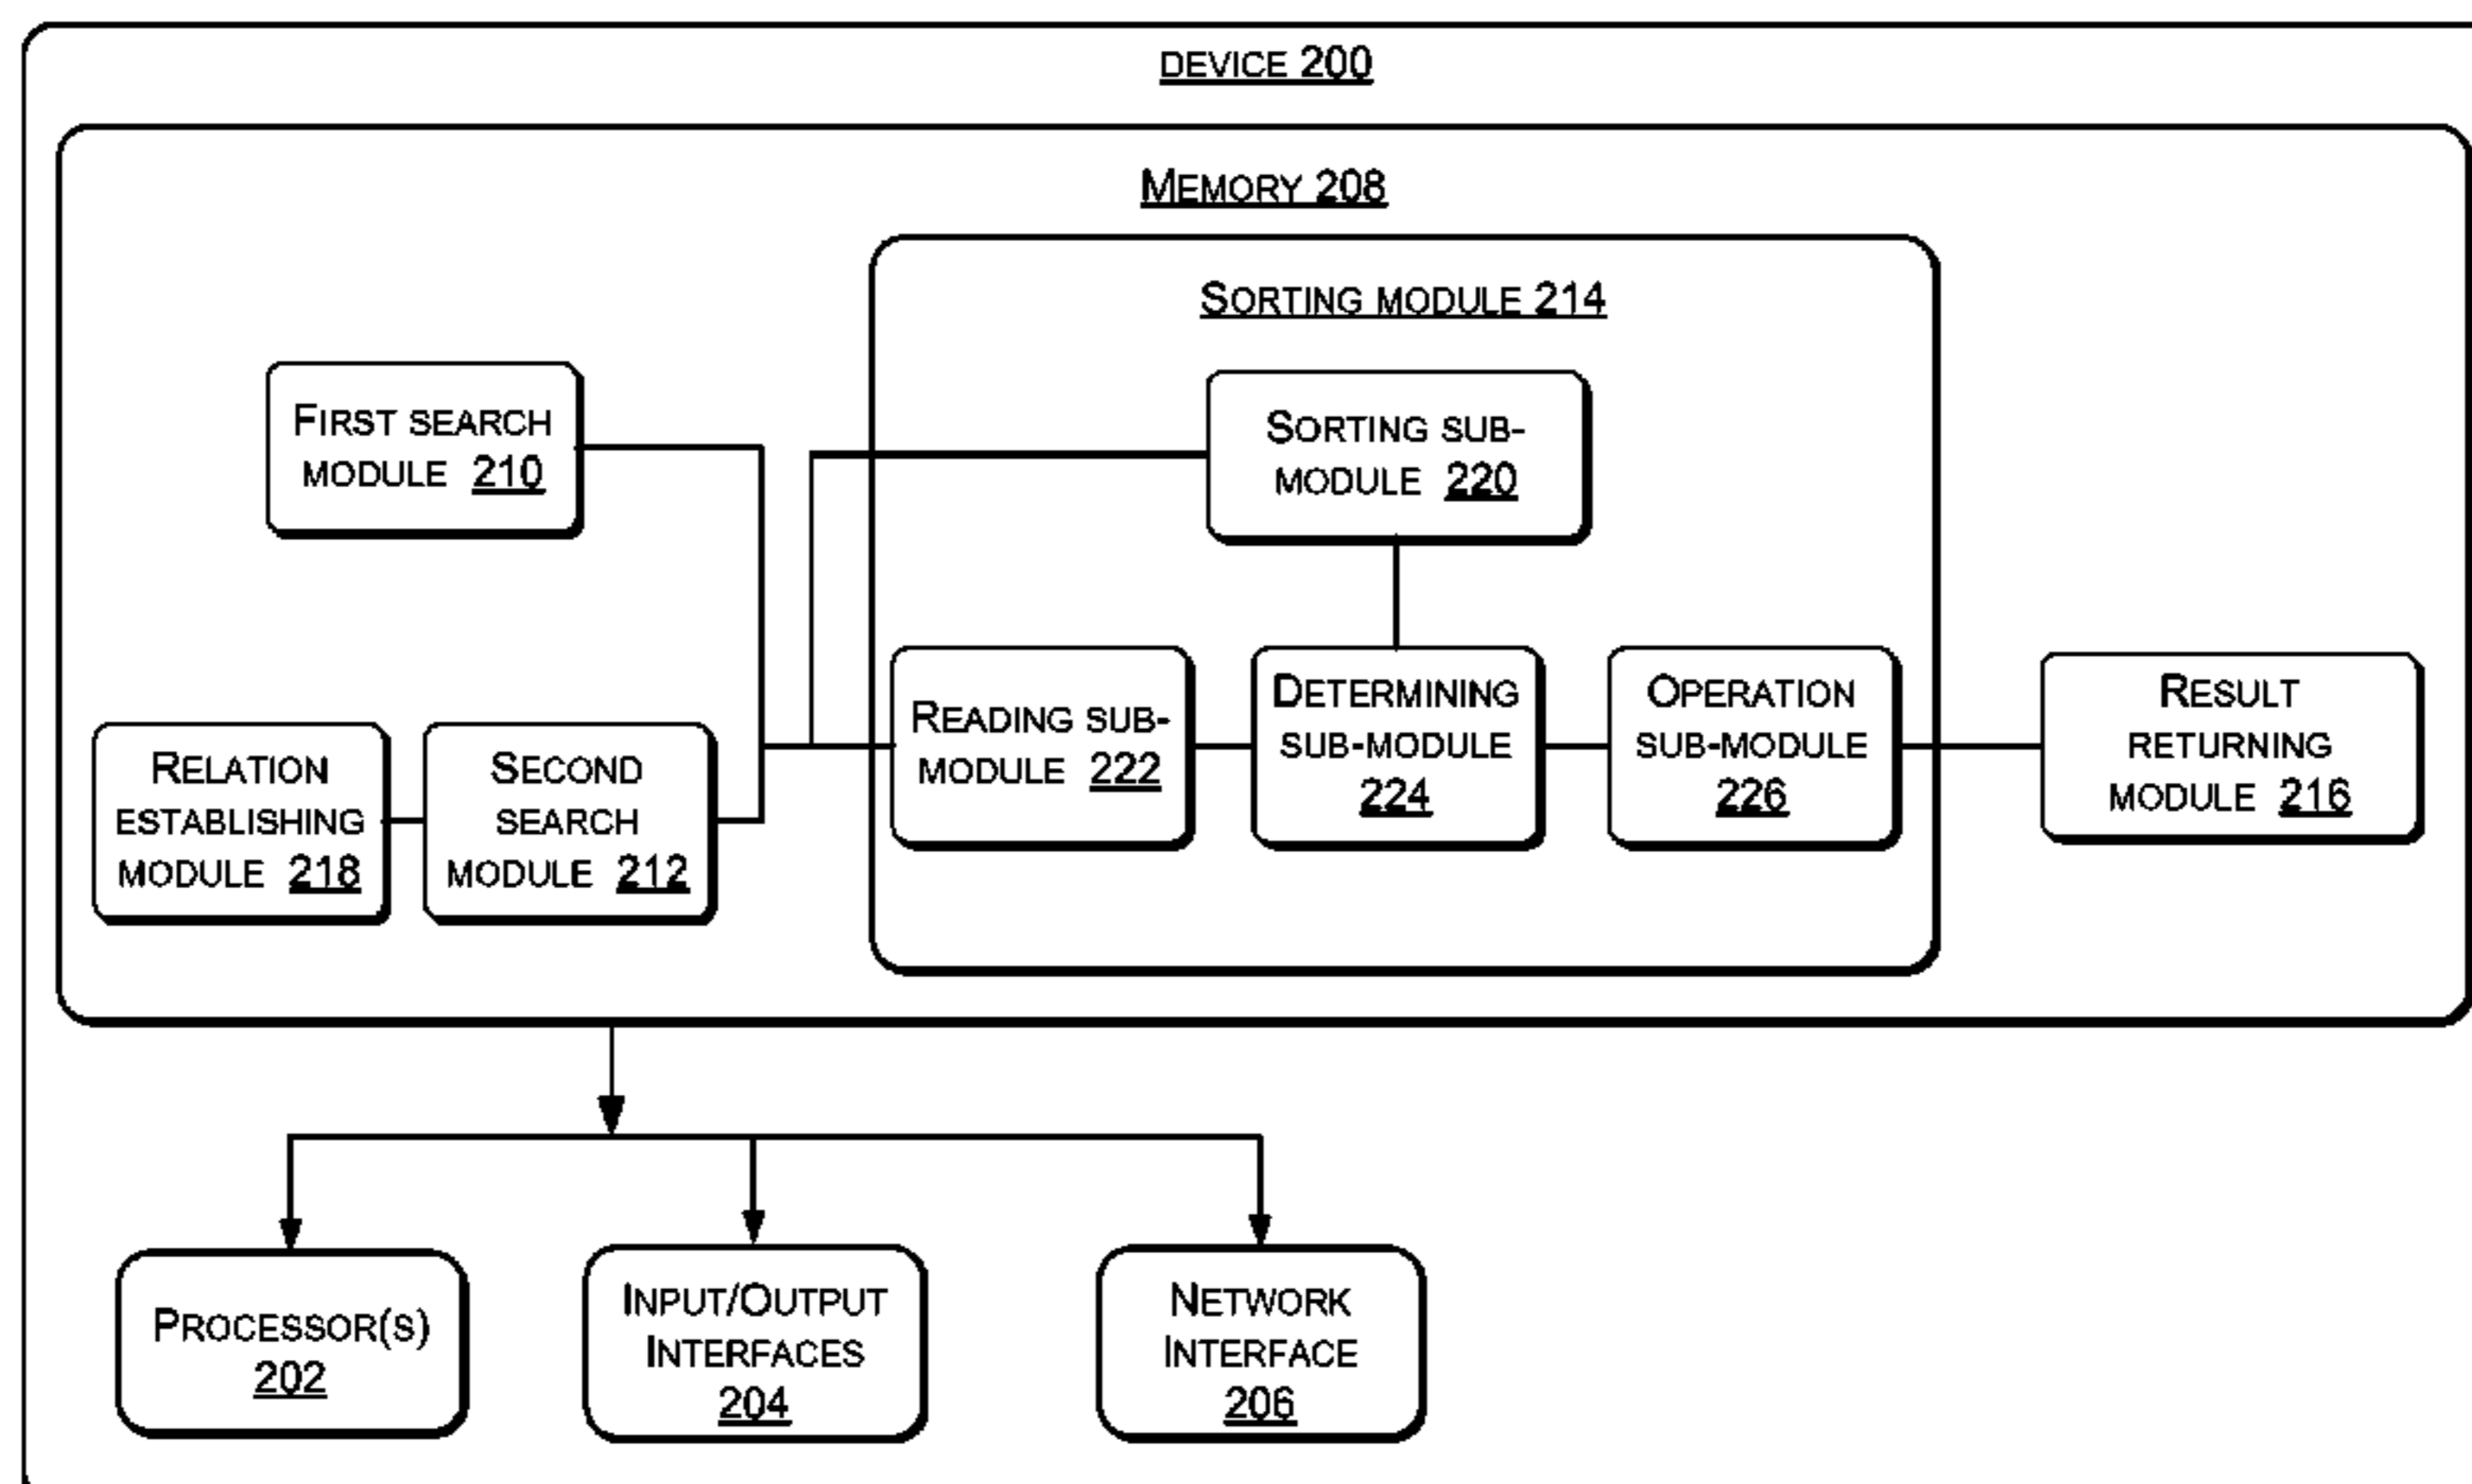 DEVICE 200
MEMORY 208
SORTING MODULE 214
FIRST SEARCH
MODULE 210
SORTING SUB-
MODULE 220
RELATION
ESTABLISHING
MODULE 218
SECOND
SEARCH
MODULE 212
READING SUB-
MODULE 222
DETERMINING
SUB-MODULE
224
OPERATION
SUB-MODULE
226
RESULT
RETURNING
MODULE 216
PROCESSOR(S)
202
INPUT/OUTPUT
INTERFACES
204
NETWORK
INTERFACE
206